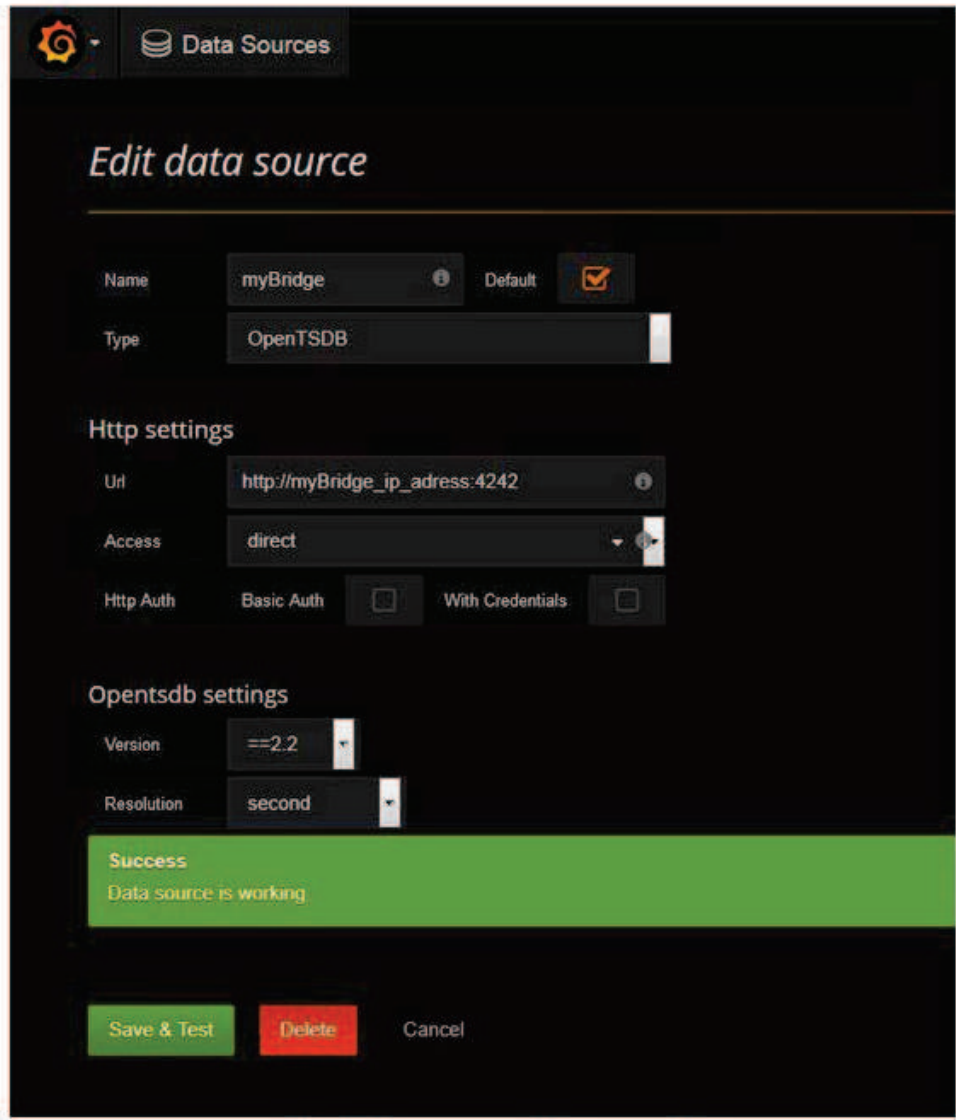 Data Sources
Edit data source
Name myBridge Default
Type OpenTSDB
Http settings
Url http://myBridge_ip_adress:4242
Access direct
Http Auth Basic Auth With Credentials
Opentsdb settings
Version ==2.2
Resolution second
Success
Data source is working
Save & Test Delete Cancel